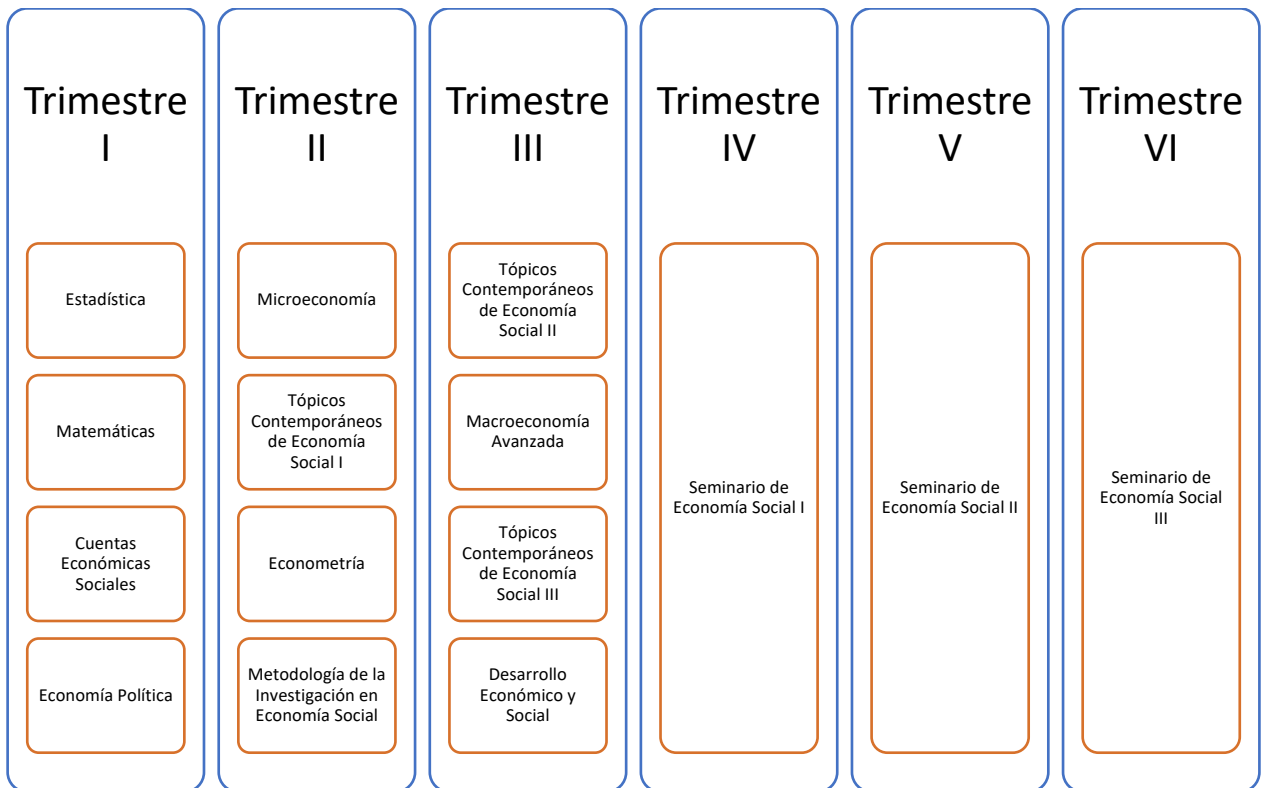 Trimestre
I
Estadística
Matemáticas
Cuentas
Económicas
Sociales
Economía Política
Trimestre
II
Microeconomía
Tópicos
Contemporáneos
de Economía
Social I
Econometría
Metodología de la
Investigación en
Economía Social
Trimestre
III
Tópicos
Contemporáneos
de Economía
Social II
Macroeconomía
Avanzada
Tópicos
Contemporáneos
de Economía
Social III
Desarrollo
Económico y
Social
Trimestre
IV
Seminario de
Economía Social I
Trimestre
V
Seminario de
Economía Social II
Trimestre
VI
Seminario de
Economía Social
III